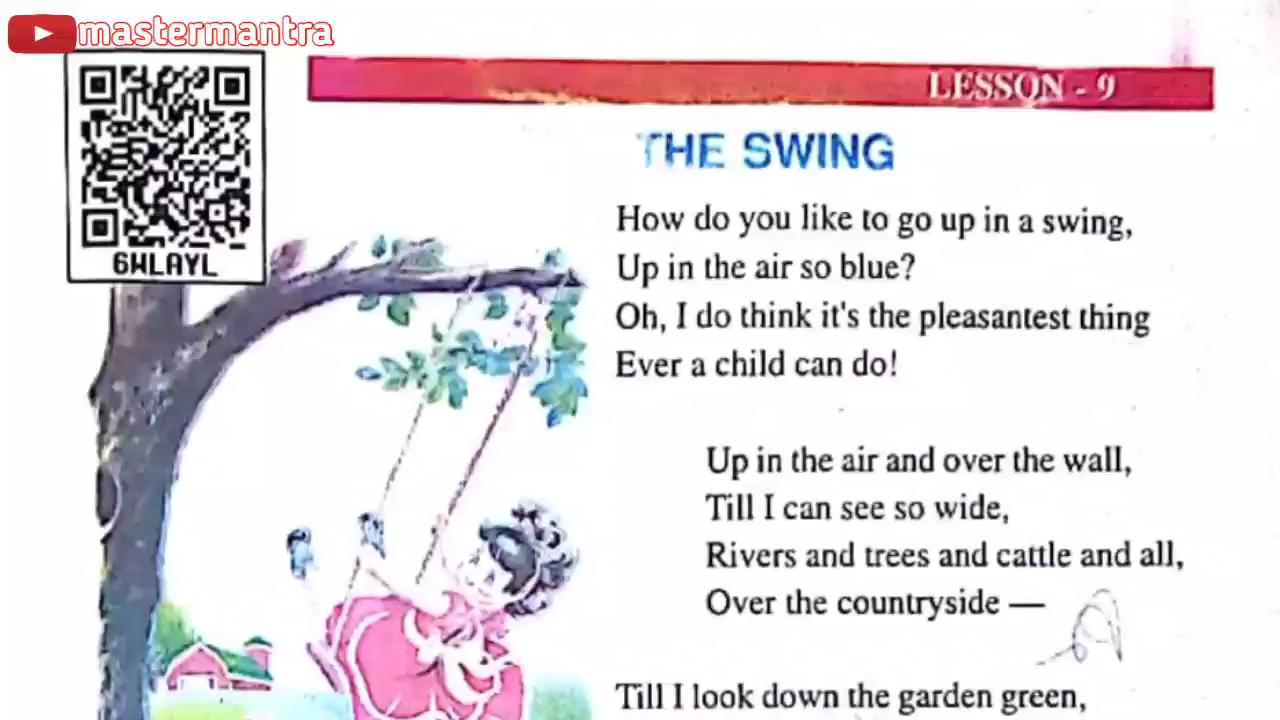 mastermantra
LESSON - 9
6WLAYL
THE SWING
How do you like to go up in a swing,
Up in the air so blue?
Oh, I do think it's the pleasantest thing
Ever a child can do!
Up in the air and over the wall,
Till I can see so wide,
Rivers and trees and cattle and all,
Over the countryside —
Till I look down the garden green,